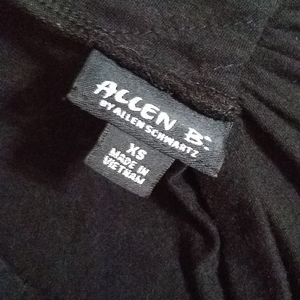 ALLEN B:
BY ALLEN SCHWARTZ
XS
MADE IN
VIETNAM